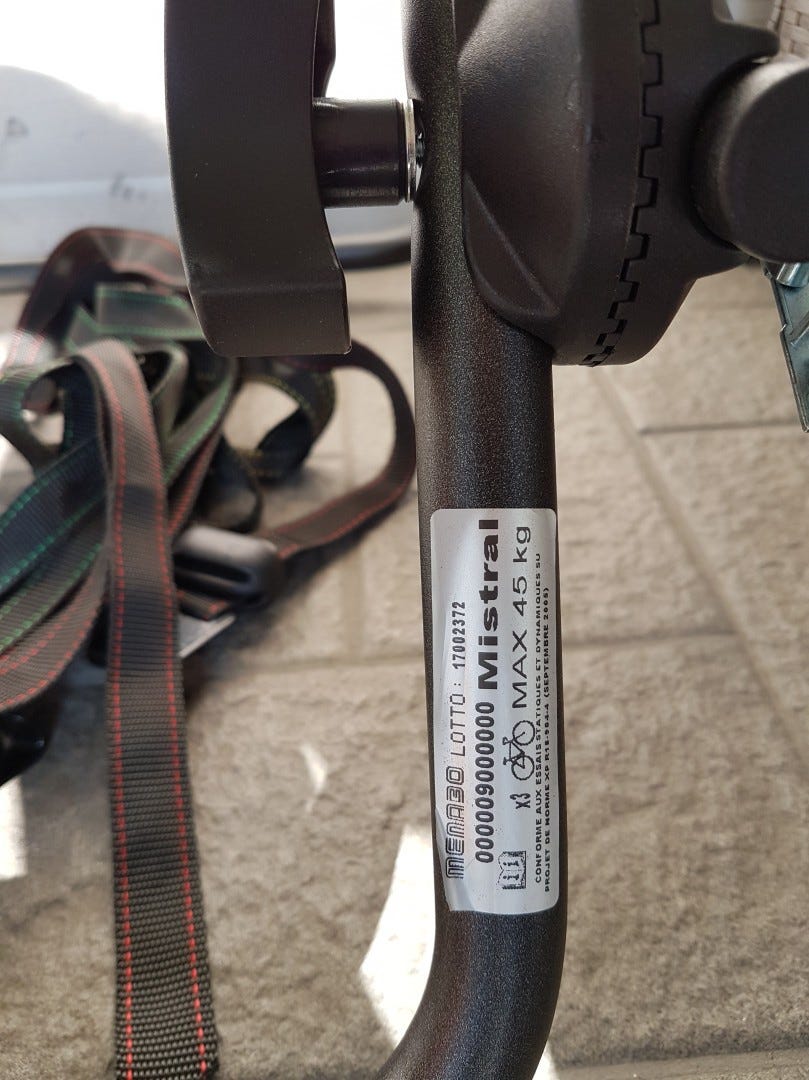 MENABO LOTTO: 17002372
000009000000 Mistral
X3 MAX 45 kg
CONFORME AUX ESSAIS STATIQUES ET DYNAMIQUES SU
PROJET DE NORME XP R18-904-4 (SEPTEMBRE 2006)